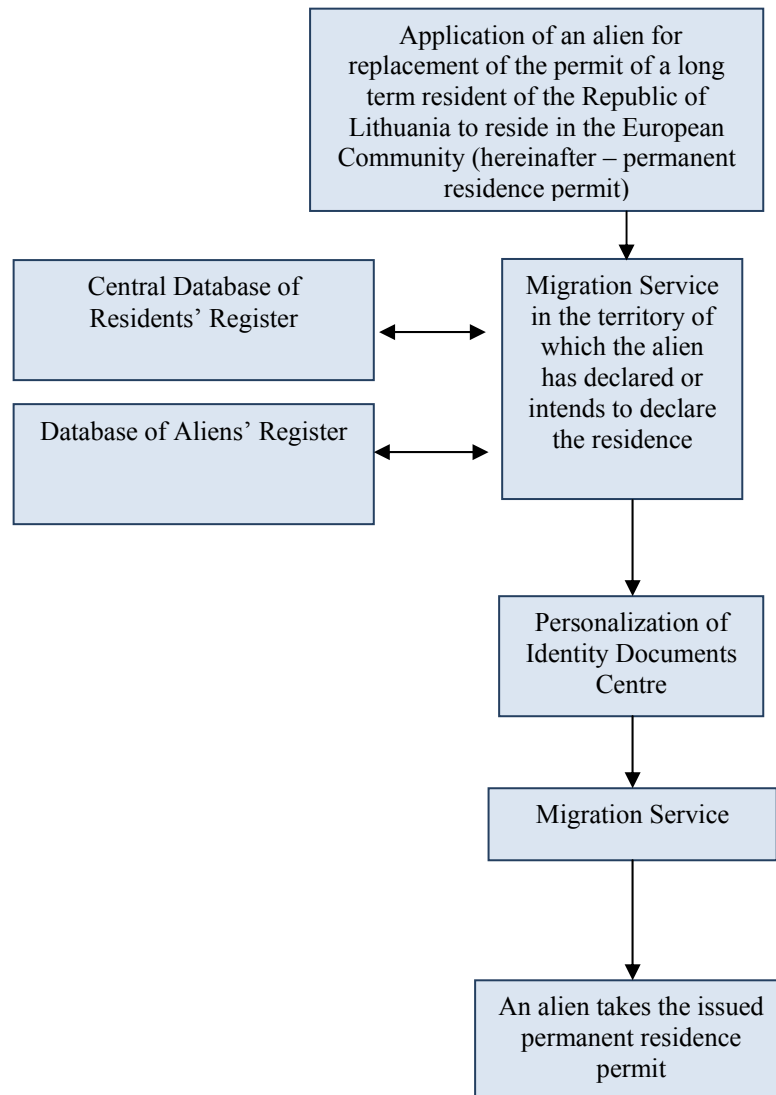 Application of an alien for
replacement of the permit of a long
term resident of the Republic of
Lithuania to reside in the European
Community (hereinafter – permanent
residence permit)
Central Database of
Residents’ Register
Migration Service
in the territory of
which the alien
has declared or
intends to declare
the residence
Database of Aliens’ Register
Personalization of
Identity Documents
Centre
Migration Service
An alien takes the issued
permanent residence
permit